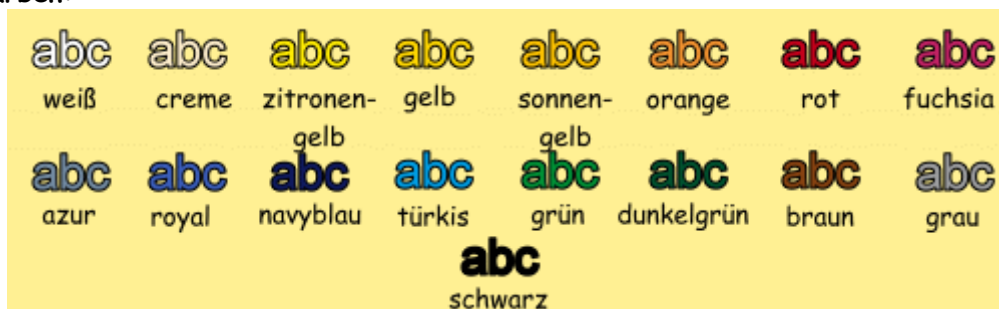 abc abc abc abc abc abc abc abc
weiß creme zitronen- gelb sonnen- orange rot fuchsia
gelb gelb
abc abc abc abc abc abc abc abc
azur royal navyblau türkis grün dunkelgrün braun grau
abc
schwarz